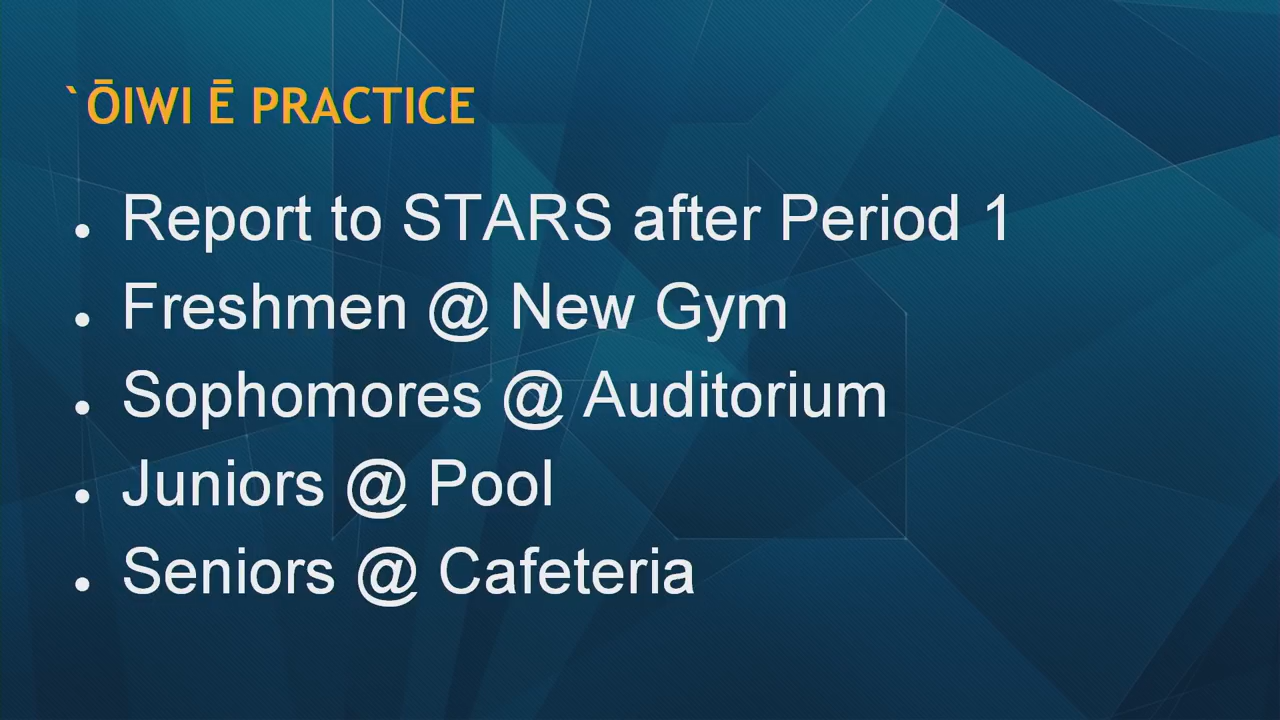 `ŌIWI Ē PRACTICE
● Report to STARS after Period 1
● Freshmen @ New Gym
● Sophomores @ Auditorium
● Juniors @ Pool
● Seniors @ Cafeteria